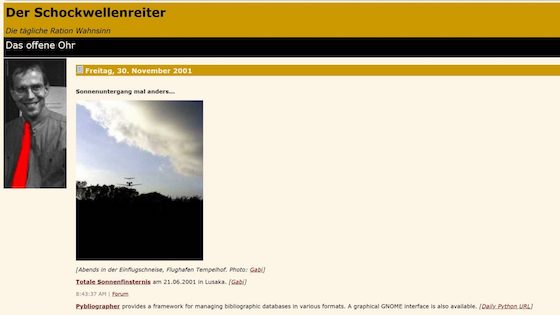 Der Schockwellenreiter
Die tägliche Ration Wahnsinn
Das offene Ohr
Freitag, 30. November 2001
Sonnenuntergang mal anders...
[Abends in der Einflugschneise, Flughafen Tempelhof. Photo: Gabi]
Totale Sonnenfinsternis am 21.06.2001 in Lusaka. [Gabi]
8:43:37 AM | Forum
Pybliographer provides a framework for managing bibliographic databases in various formats. A graphical GNOME interface is also available. [Daily Python URL]